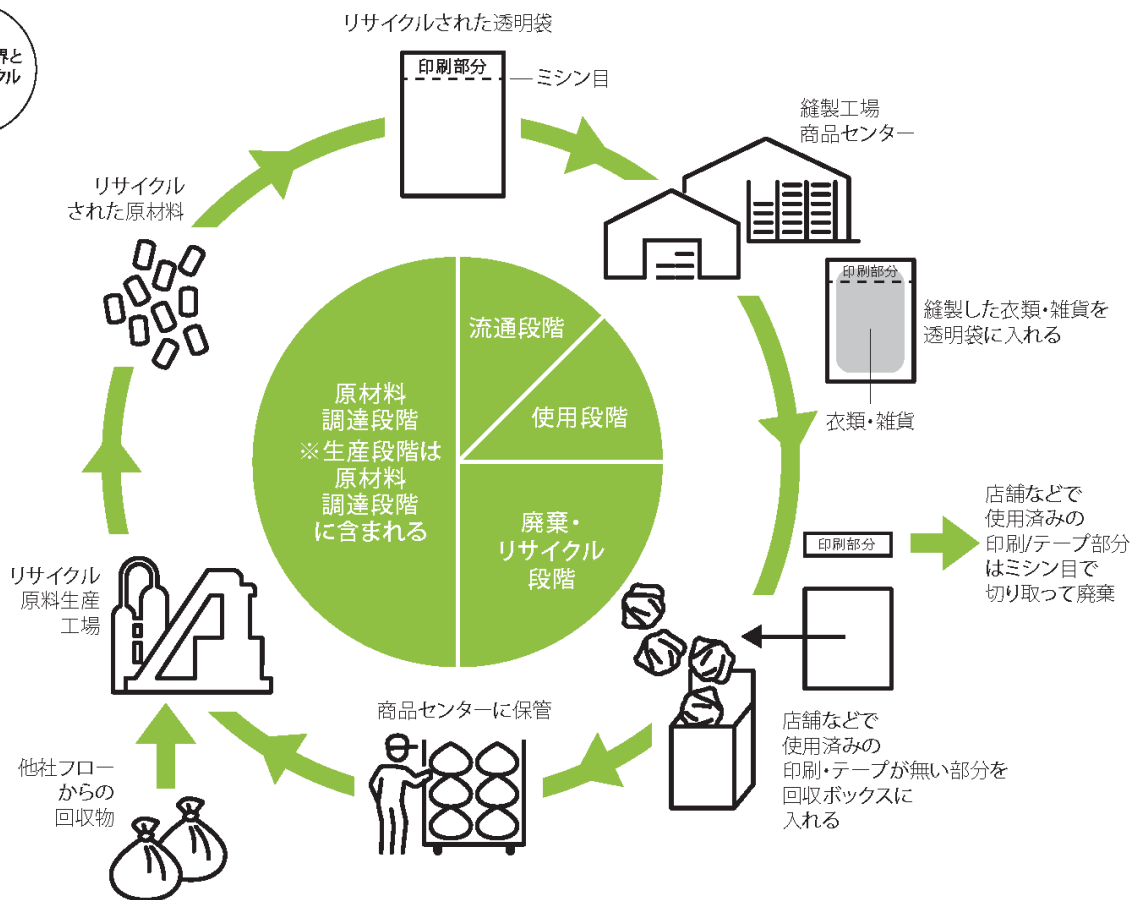 界と
クル
リサイクルされた透明袋
印刷部分
ミシン目
縫製工場
商品センター
リサイクル
された原材料
印刷部分
縫製した衣類・雑貨を
透明袋に入れる
衣類・雑貨
流通段階
使用段階
原材料
調達段階
※生産段階は
原材料
調達段階
に含まれる
廃棄・
リサイクル
段階
印刷部分
店舗などで
使用済みの
印刷/テープ部分
はミシン目で
切り取って廃棄
リサイクル
原料生産
工場
商品センターに保管
店舗などで
使用済みの
印刷・テープが無い部分を
回収ボックスに
入れる
他社フロー
からの
回収物